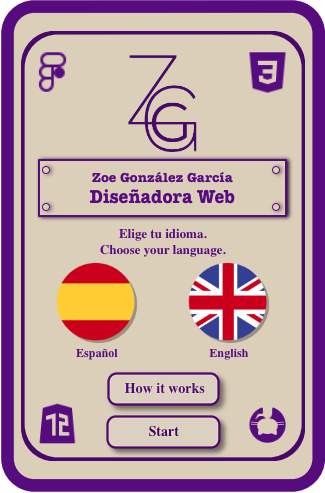 ZG
Zoe González García
Diseñadora Web
Elige tu idioma.
Choose your language.
Español
English
How it works
Start